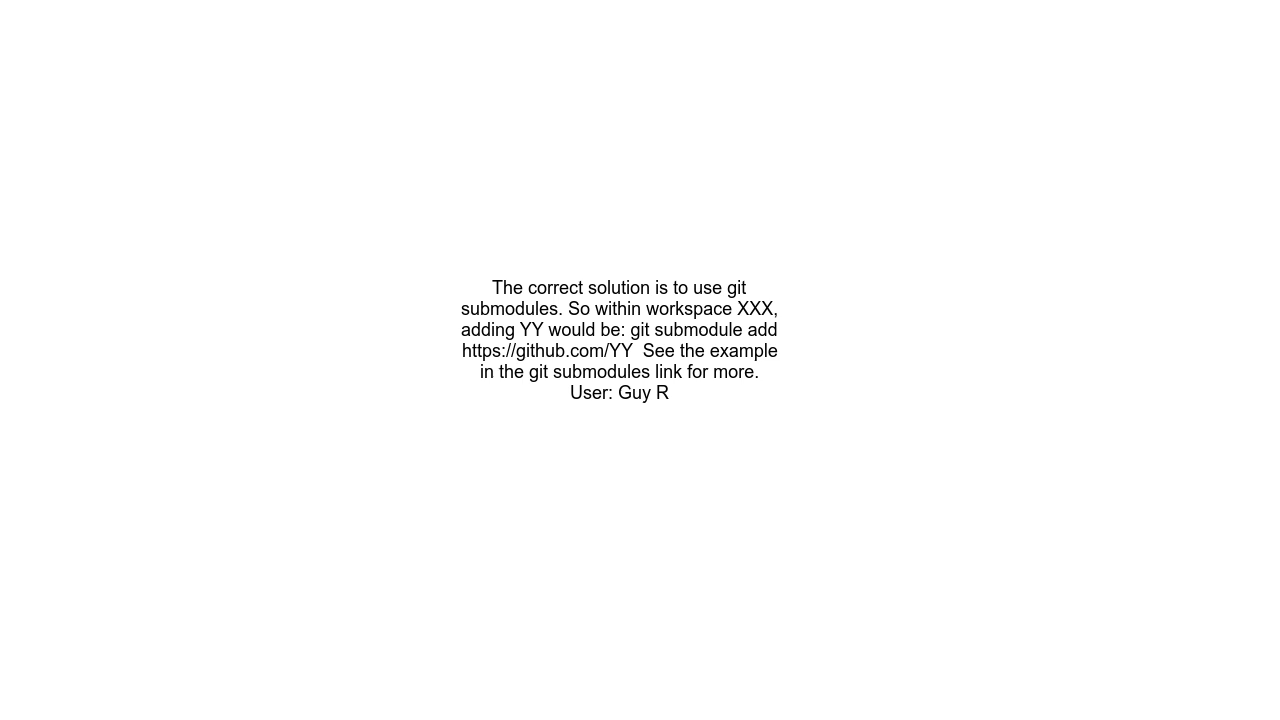 The correct solution is to use git
submodules. So within workspace XXX,
adding YY would be: git submodule add
https://github.com/YY  See the example
in the git submodules link for more.
User: Guy R